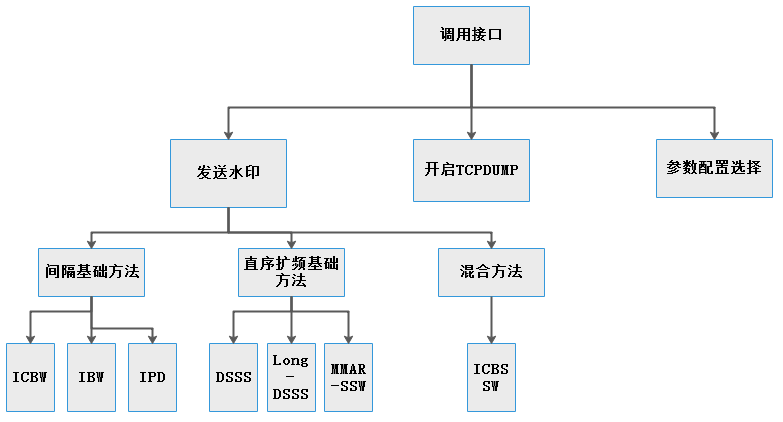 调用接口
发送水印
开启TCPDUMP
参数配置选择
间隔基础方法
直序扩频基础
方法
混合方法
ICBW
IBW
IPD
DSSS
Long
-
DSSS
MMAR
-SSW
ICBS
SW